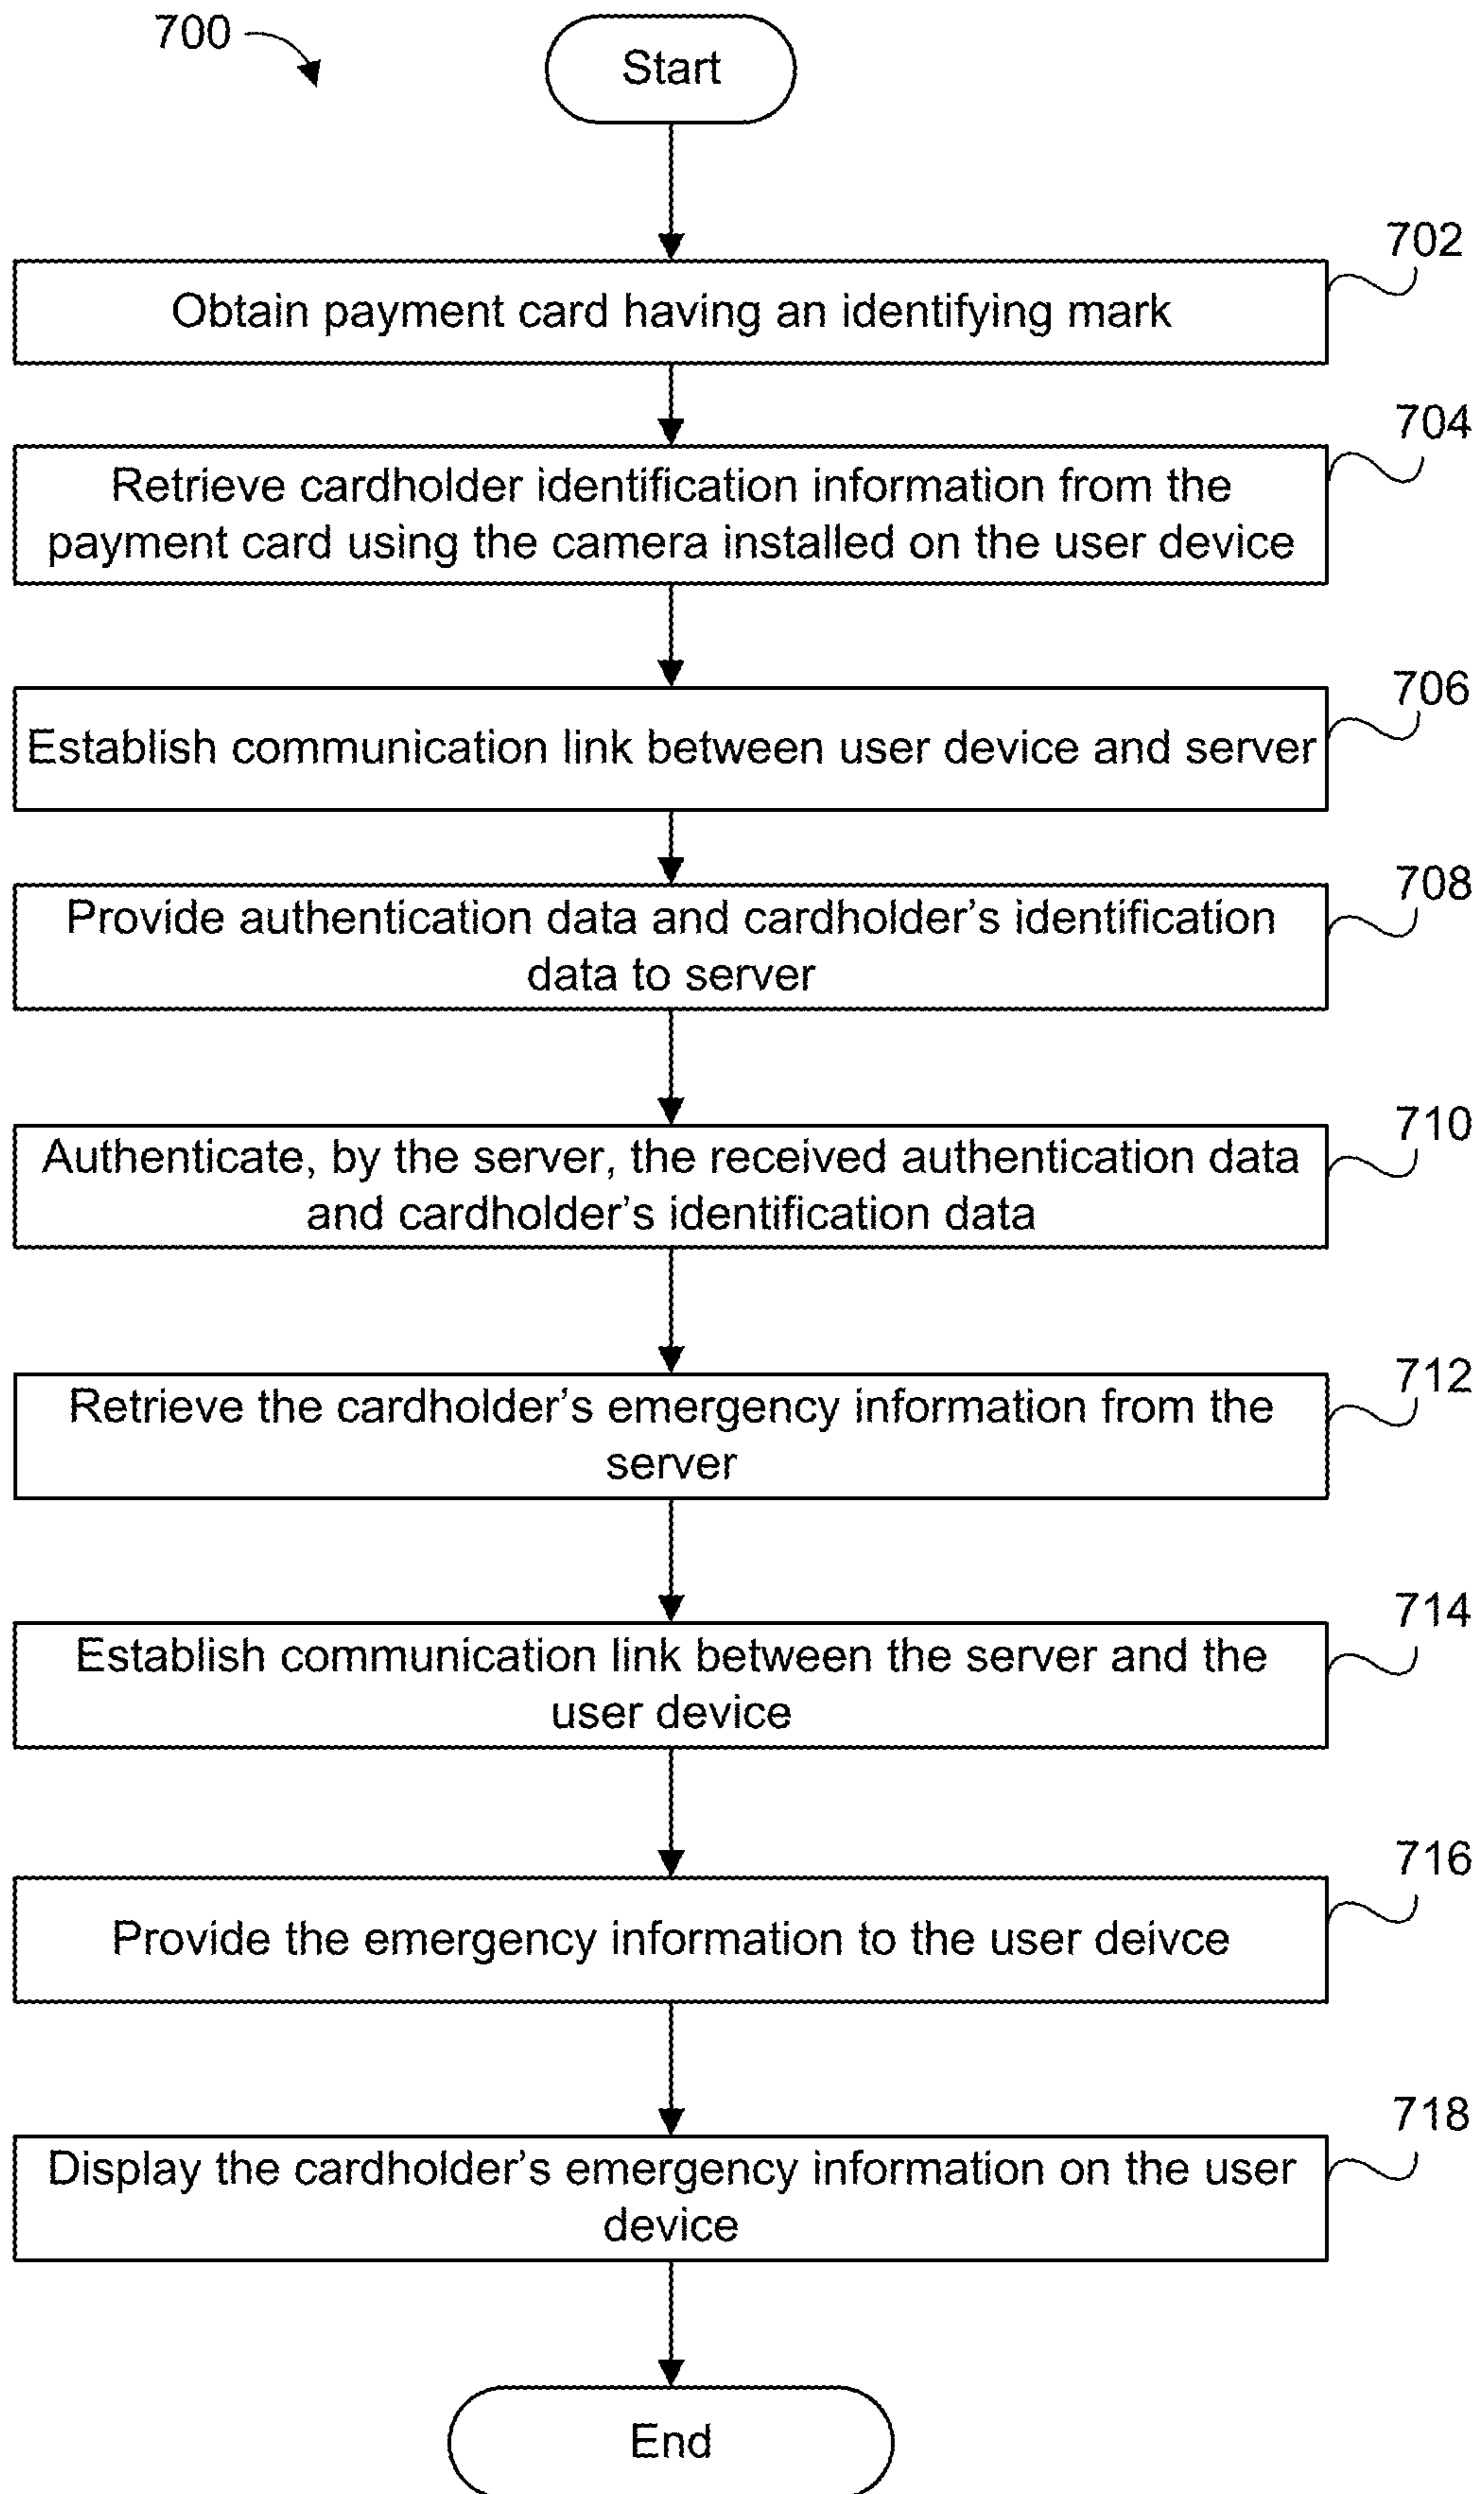 700
Start
702
Obtain payment card having an identifying mark
704
Retrieve cardholder identification information from the
payment card using the camera installed on the user device
706
Establish communication link between user device and server
708
Provide authentication data and cardholder’s identification
data to server
710
Authenticate, by the server, the received authentication data
and cardholder’s identification data
712
Retrieve the cardholder’s emergency information from the
server
714
Establish communication link between the server and the
user device
716
Provide the emergency information to the user deivce
718
Display the cardholder’s emergency information on the user
device
End